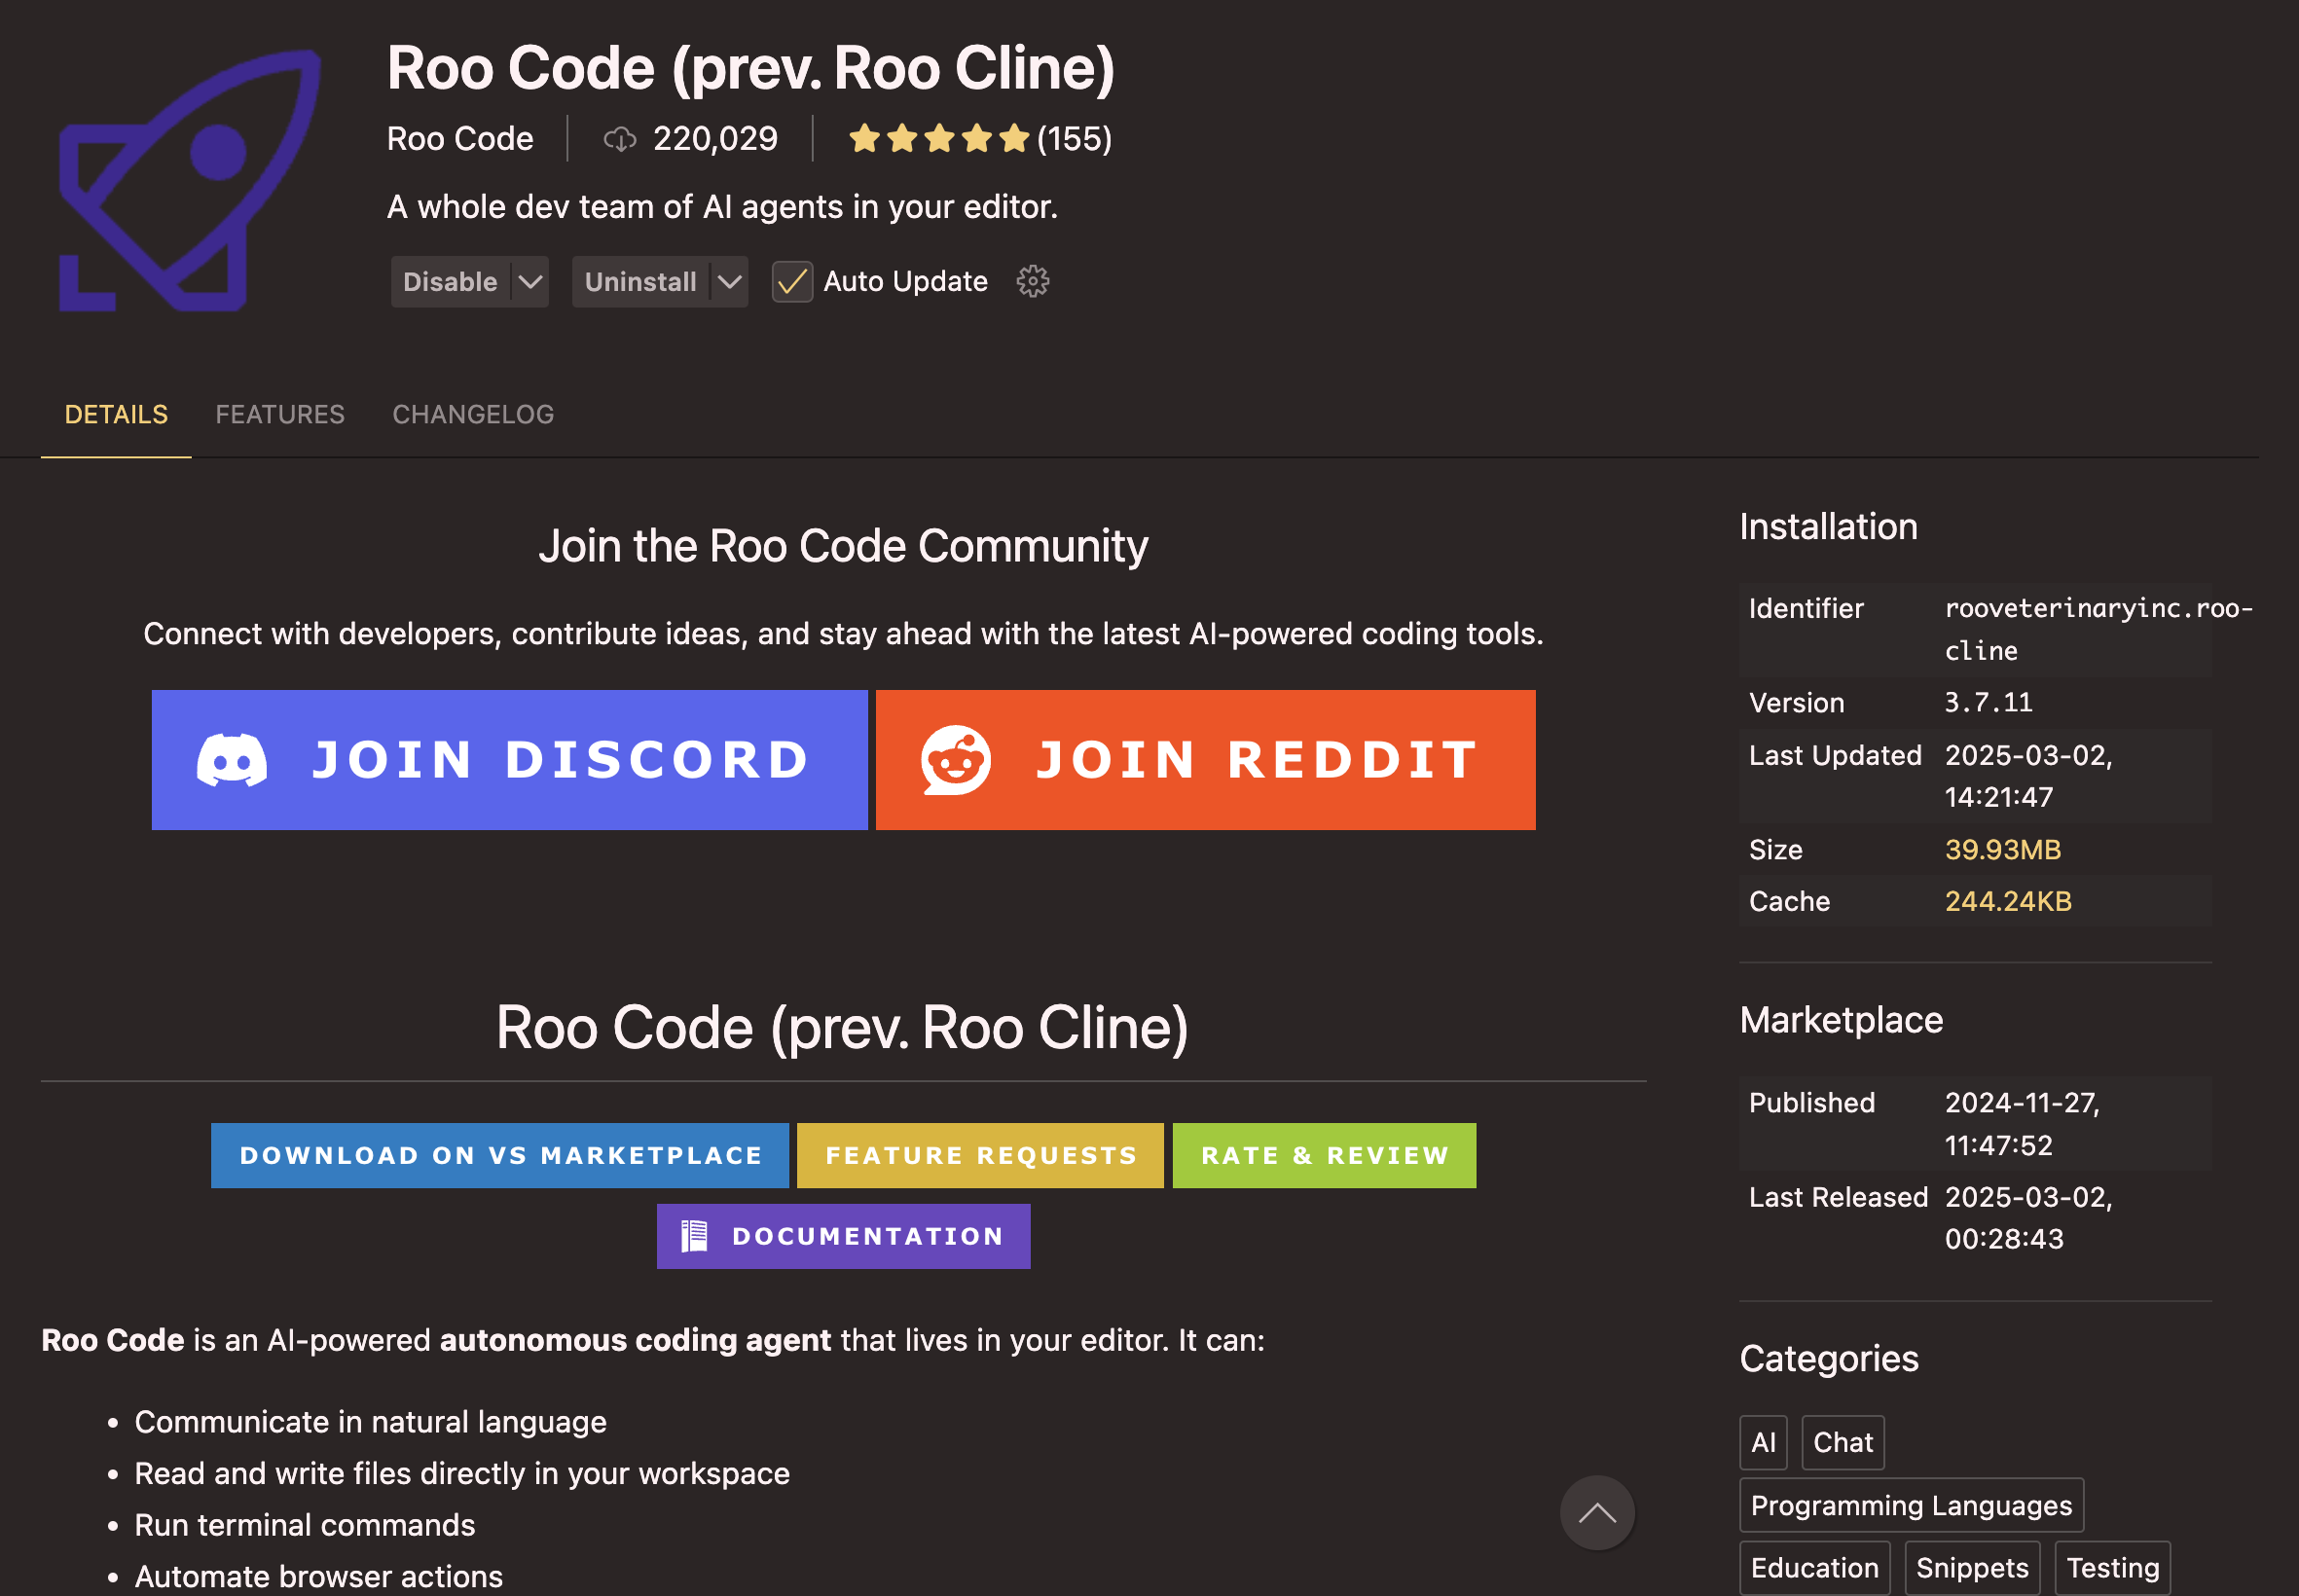 Roo Code (prev. Roo Cline)
Roo Code 220,029 (155)
A whole dev team of AI agents in your editor.
Disable Uninstall Auto Update
DETAILS FEATURES CHANGELOG
Join the Roo Code Community
Connect with developers, contribute ideas, and stay ahead with the latest AI-powered coding tools.
JOIN DISCORD JOIN REDDIT
Roo Code (prev. Roo Cline)
DOWNLOAD ON VS MARKETPLACE FEATURE REQUESTS RATE & REVIEW
DOCUMENTATION
Roo Code is an AI-powered autonomous coding agent that lives in your editor. It can:
• Communicate in natural language
• Read and write files directly in your workspace
• Run terminal commands
• Automate browser actions
Installation
Identifier rooveterinaryinc.roo-
cline
Version 3.7.11
Last Updated 2025-03-02,
14:21:47
Size 39.93MB
Cache 244.24KB
Marketplace
Published 2024-11-27,
11:47:52
Last Released 2025-03-02,
00:28:43
Categories
AI Chat
Programming Languages
Education Snippets Testing